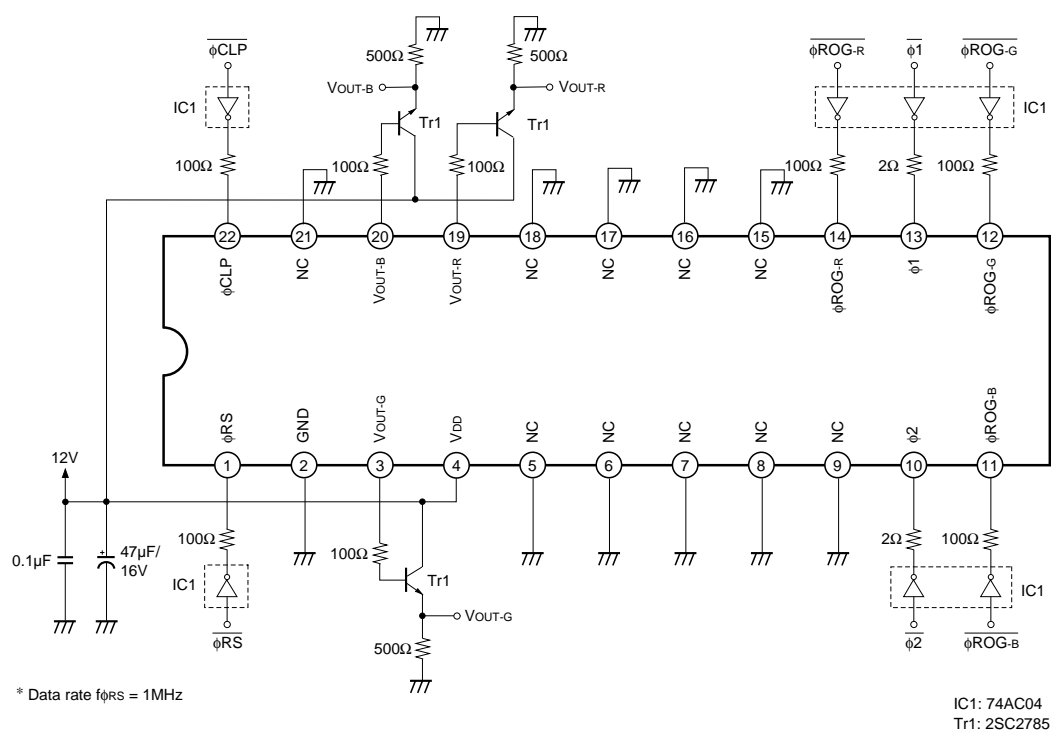 φCLP
IC1
100Ω
500Ω
VOUT-B
Tr1
100Ω
500Ω
VOUT-R
Tr1
100Ω
φROG-R
φ1
φROG-G
IC1
100Ω
2Ω
100Ω
22
21
20
19
18
17
16
15
14
13
12
φCLP
NC
VOUT-B
VOUT-R
NC
NC
NC
NC
φROG-R
φ1
φROG-G
φRS
GND
VOUT-G
VDD
NC
NC
NC
NC
NC
φ2
φROG-B
1
2
3
4
5
6
7
8
9
10
11
12V
0.1µF
+
47µF/
16V
100Ω
IC1
φRS
100Ω
Tr1
VOUT-G
500Ω
2Ω
100Ω
IC1
φ2
φROG-B
* Data rate fφRS = 1MHz
IC1: 74AC04
Tr1: 2SC2785